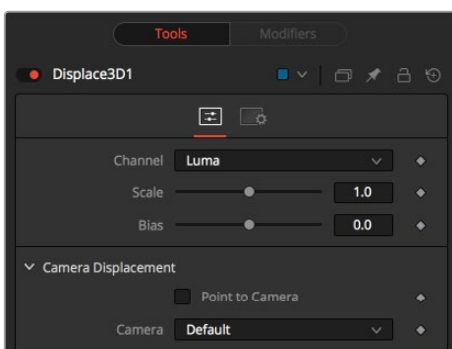 Tools Modifiers
Displace3D1
Channel Luma
Scale 1.0
Bias 0.0
Camera Displacement
Point to Camera
Camera Default